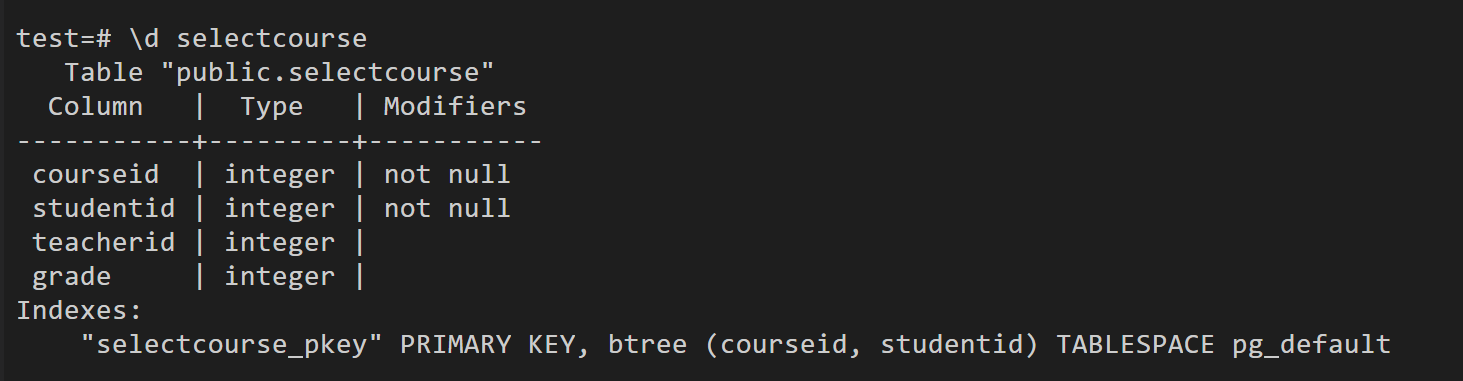 test=# \d selectcourse
   Table "public.selectcourse"
  Column   |  Type   | Modifiers
-----------+---------+-----------
 courseid  | integer | not null
 studentid | integer | not null
 teacherid | integer |
 grade     | integer |
Indexes:
    "selectcourse_pkey" PRIMARY KEY, btree (courseid, studentid) TABLESPACE pg_default